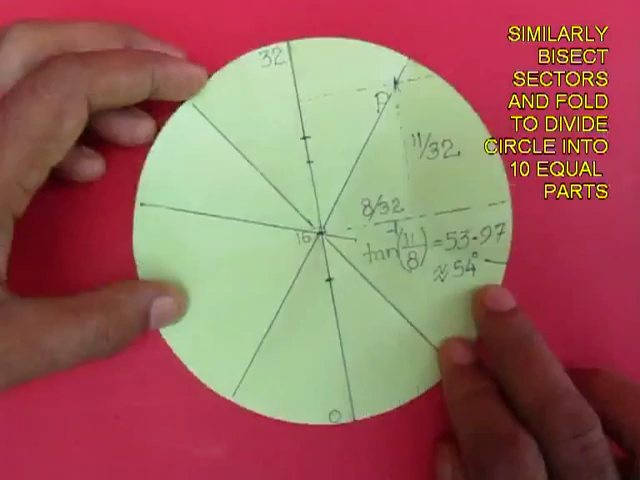 SIMILARLY
BISECT
SECTORS
AND FOLD
TO DIVIDE
CIRCLE INTO
10 EQUAL
PARTS
32
P
11/32
8/32
16
tan⁻¹(11/8) = 53.97
≈ 54°
0